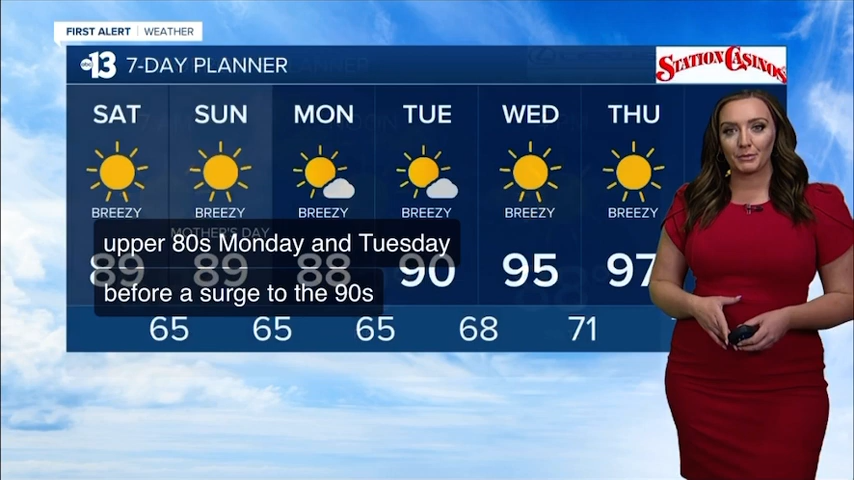 FIRST ALERT WEATHER
abc 13 7-DAY PLANNER
STATION CASINOS
SAT SUN MON TUE WED THU
BREEZY BREEZY BREEZY BREEZY BREEZY BREEZY
MOTHER'S DAY
upper 80s Monday and Tuesday
89 89 88 90 95 97
before a surge to the 90s
65 65 65 68 71